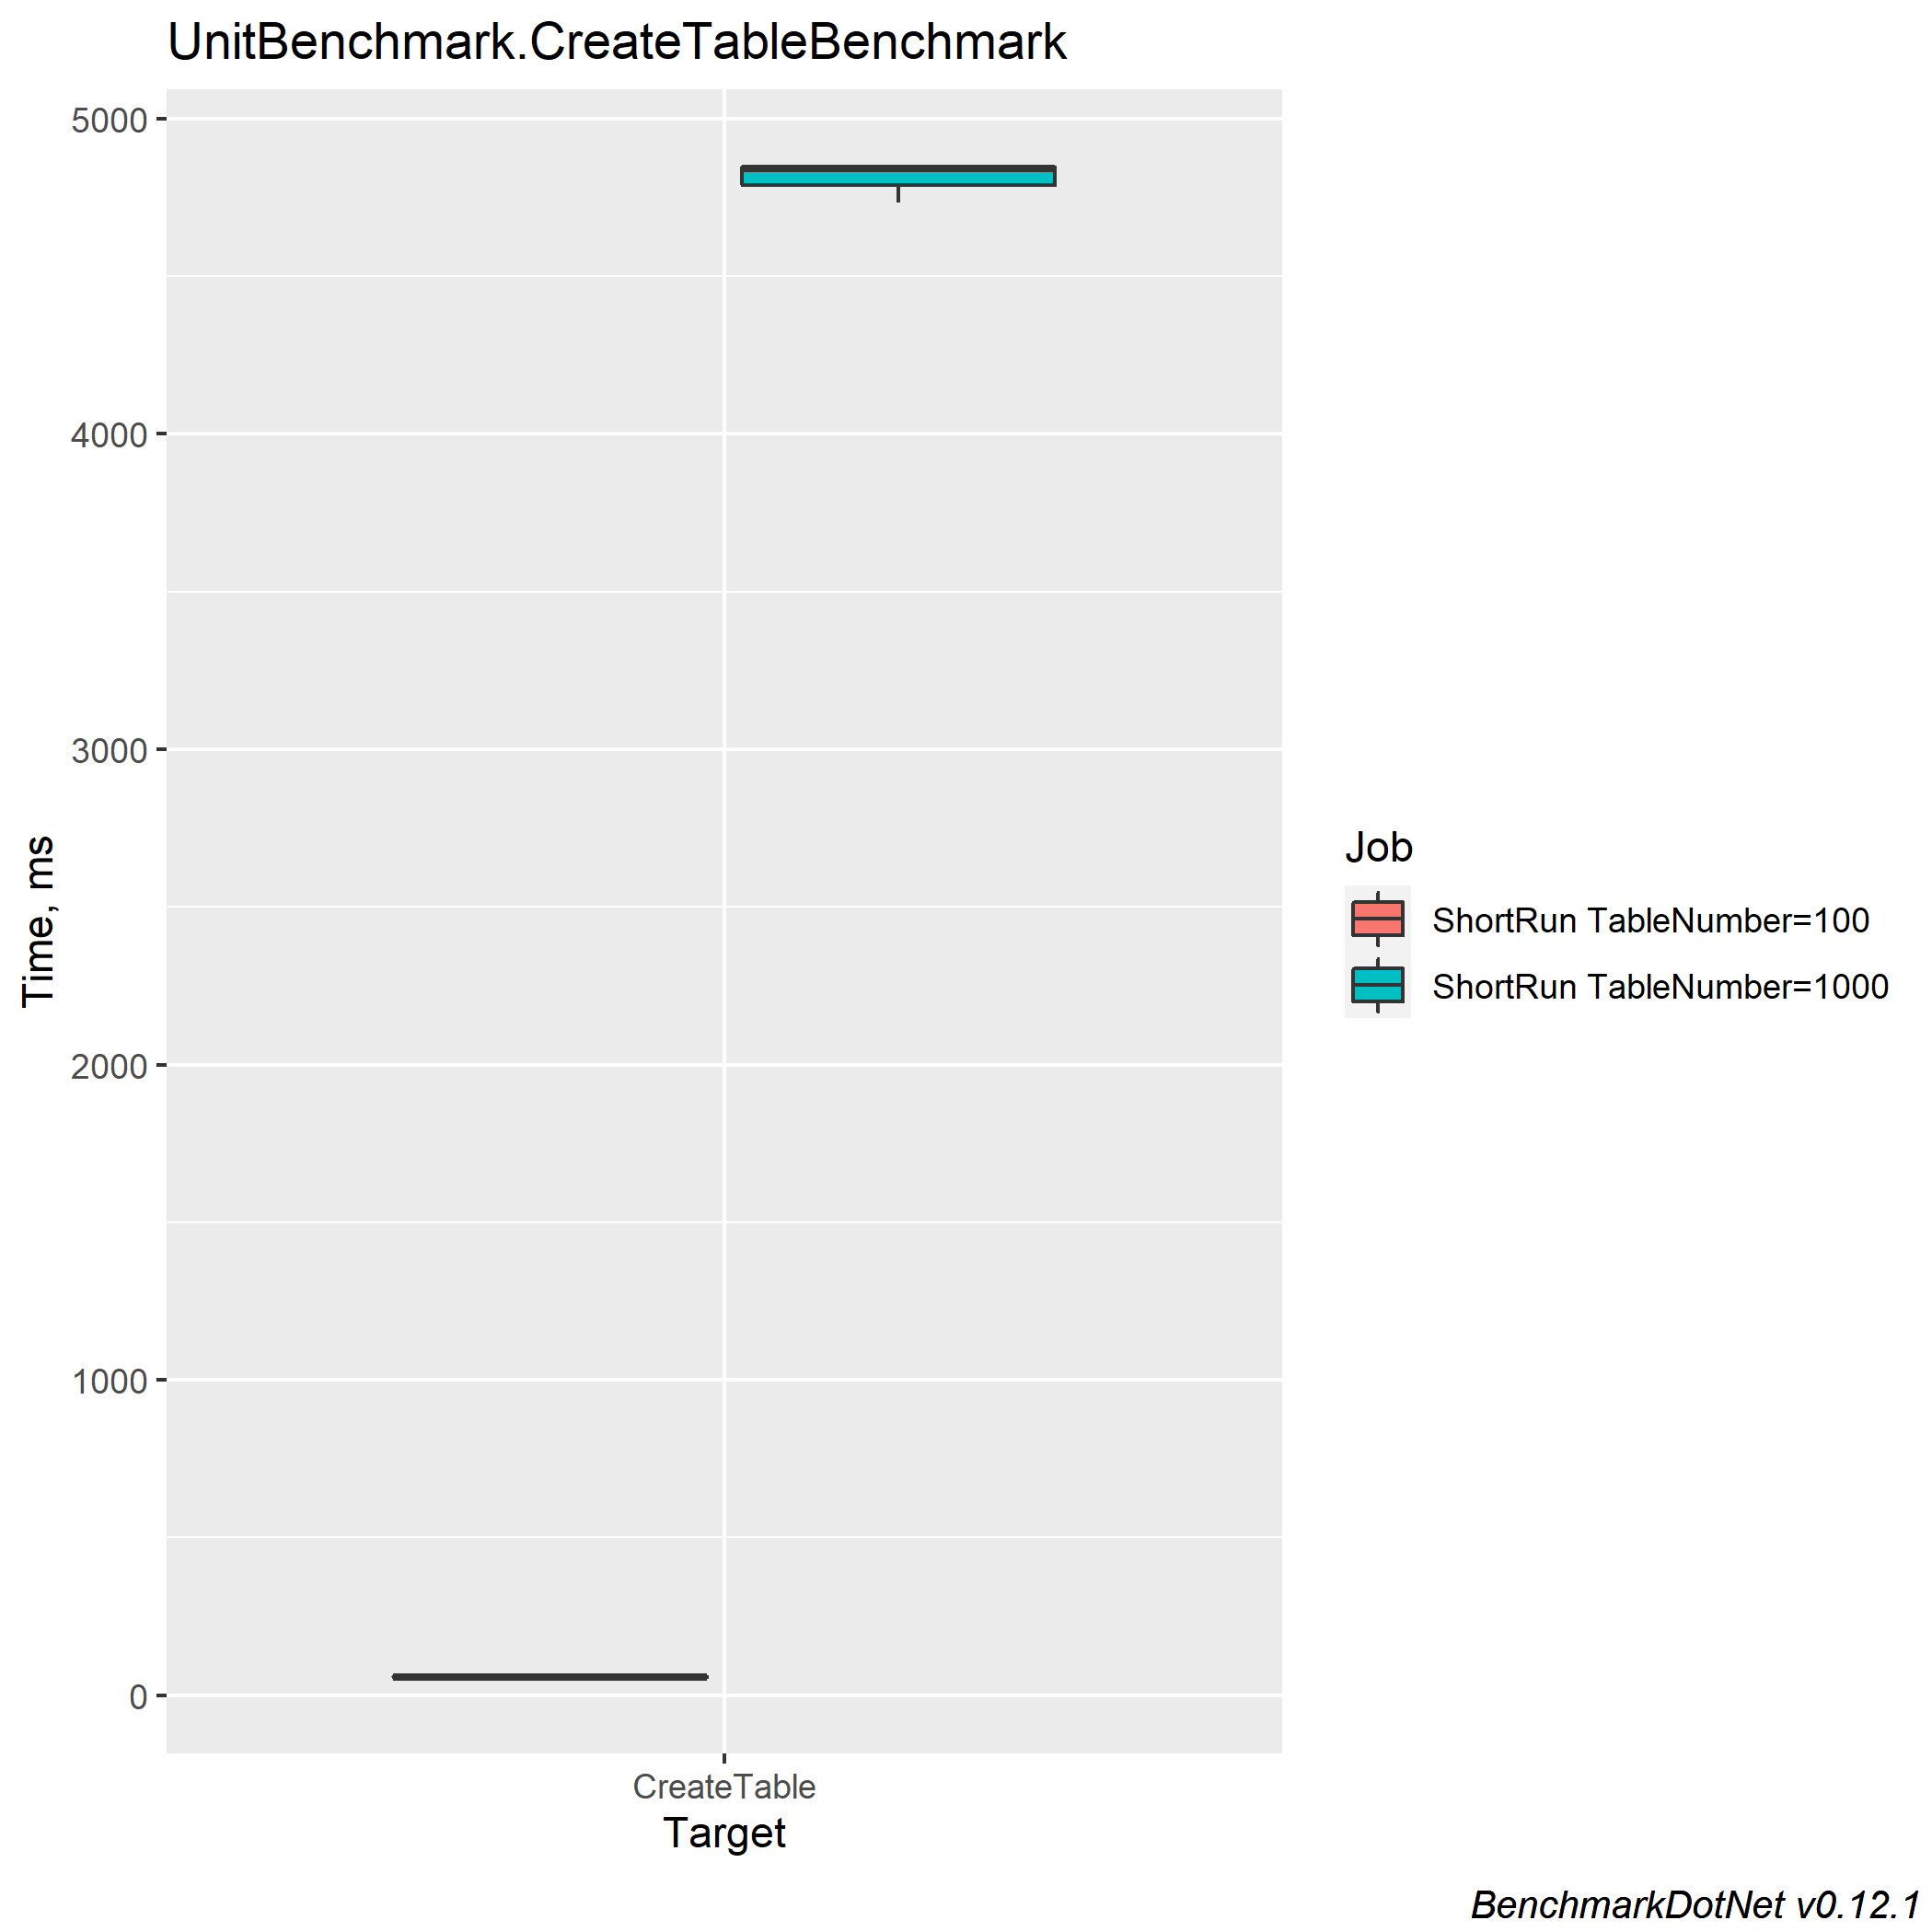 UnitBenchmark.CreateTableBenchmark
5000
4000
3000
2000
1000
0
Time, ms
CreateTable
Target
Job
ShortRun TableNumber=100
ShortRun TableNumber=1000
BenchmarkDotNet v0.12.1